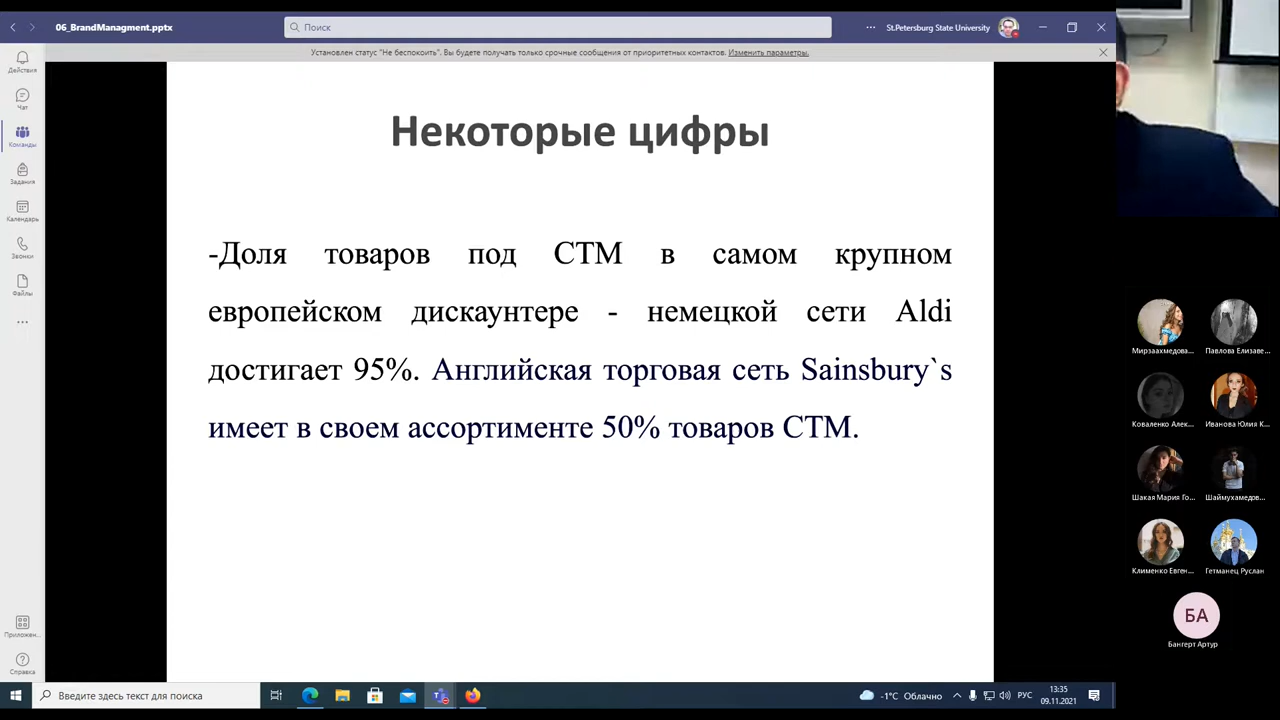 06_BrandManagment.pptx
Поиск
St.Petersburg State University
Установлен статус "Не беспокоить". Вы будете получать только срочные сообщения от приоритетных контактов. Изменить параметры.
Действия
Чат
Команды
Задания
Календарь
Звонки
Файлы
Приложен...
Справка
Некоторые цифры
-Доля товаров под СТМ в самом крупном
европейском дискаунтере - немецкой сети Aldi
достигает 95%. Английская торговая сеть Sainsbury`s
имеет в своем ассортименте 50% товаров СТМ.
Мирзаахмедова...
Павлова Елизаве...
Коваленко Алек...
Иванова Юлия К...
Шакая Мария Го...
Шаймухамедов...
Клименко Евген...
Гетманец Руслан
БА
Бангерт Артур
Введите здесь текст для поиска
-1°C Облачно
РУС
13:35
09.11.2021